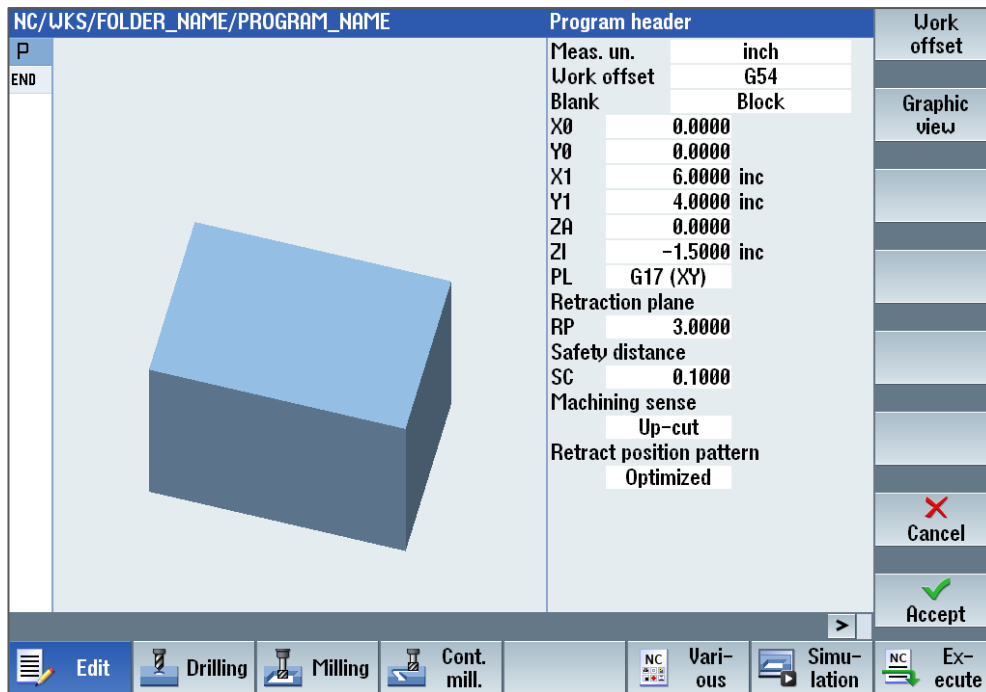 NC/WKS/FOLDER_NAME/PROGRAM_NAME
Program header
P
END
Meas. un. inch
Work offset G54
Blank Block
X0 0.0000
Y0 0.0000
X1 6.0000 inc
Y1 4.0000 inc
ZA 0.0000
ZI -1.5000 inc
PL G17 (XY)
Retraction plane
RP 3.0000
Safety distance
SC 0.1000
Machining sense
Up-cut
Retract position pattern
Optimized
>
Work
offset
Graphic
view
Cancel
Accept
Edit
Drilling
Milling
Cont.
mill.
NC
Vari-
ous
Simu-
lation
NC
Ex-
ecute